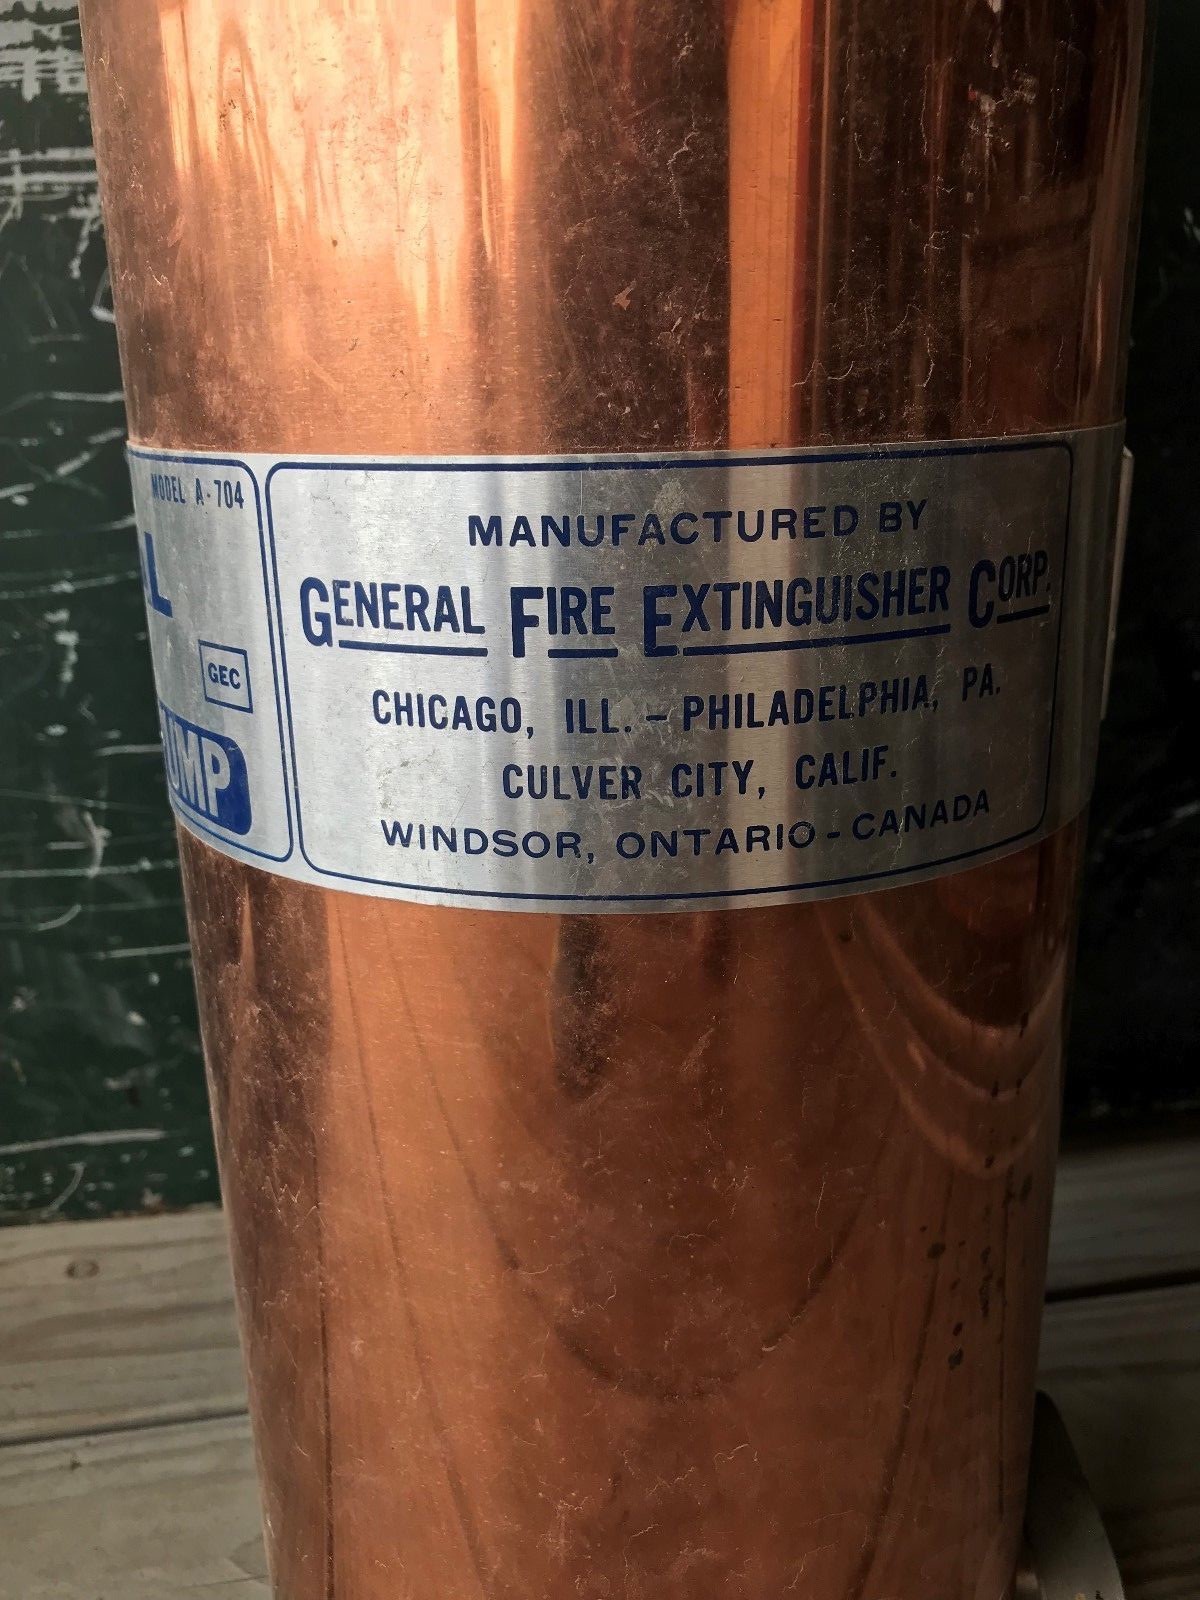 MODEL A-704
GEC
MANUFACTURED BY
GENERAL FIRE EXTINGUISHER CORP.
CHICAGO, ILL. - PHILADELPHIA, PA.
CULVER CITY, CALIF.
WINDSOR, ONTARIO - CANADA